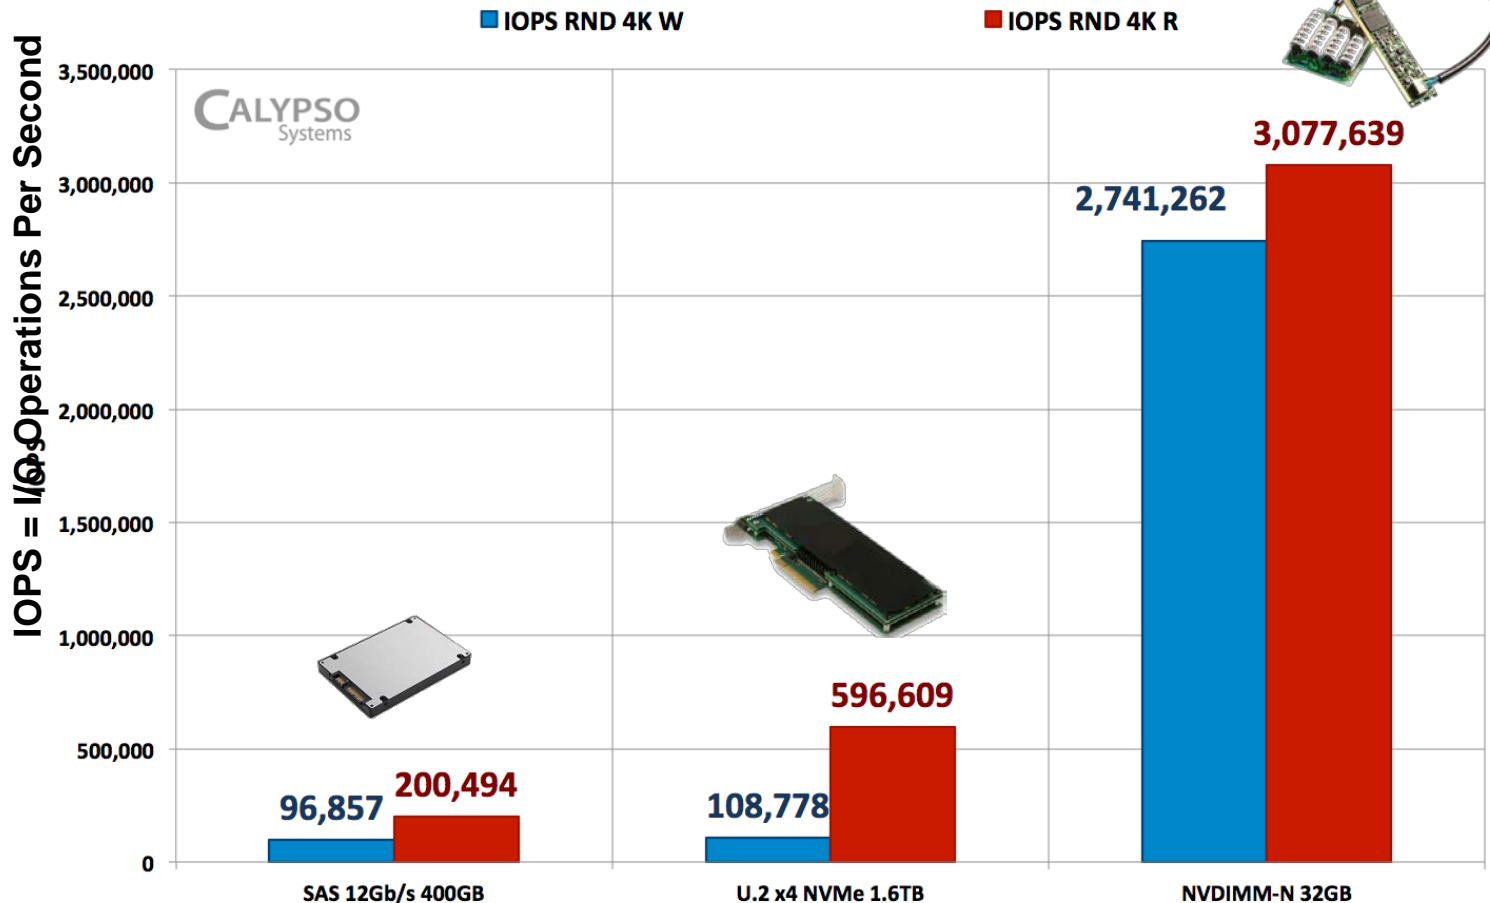 IOPS RND 4K W
IOPS RND 4K R
IOPS = I/O Operations Per Second
IOPS
3,500,000
3,000,000
2,500,000
2,000,000
1,500,000
1,000,000
500,000
0
CALYPSO
Systems
96,857
200,494
108,778
596,609
2,741,262
3,077,639
SAS 12Gb/s 400GB
U.2 x4 NVMe 1.6TB
NVDIMM-N 32GB